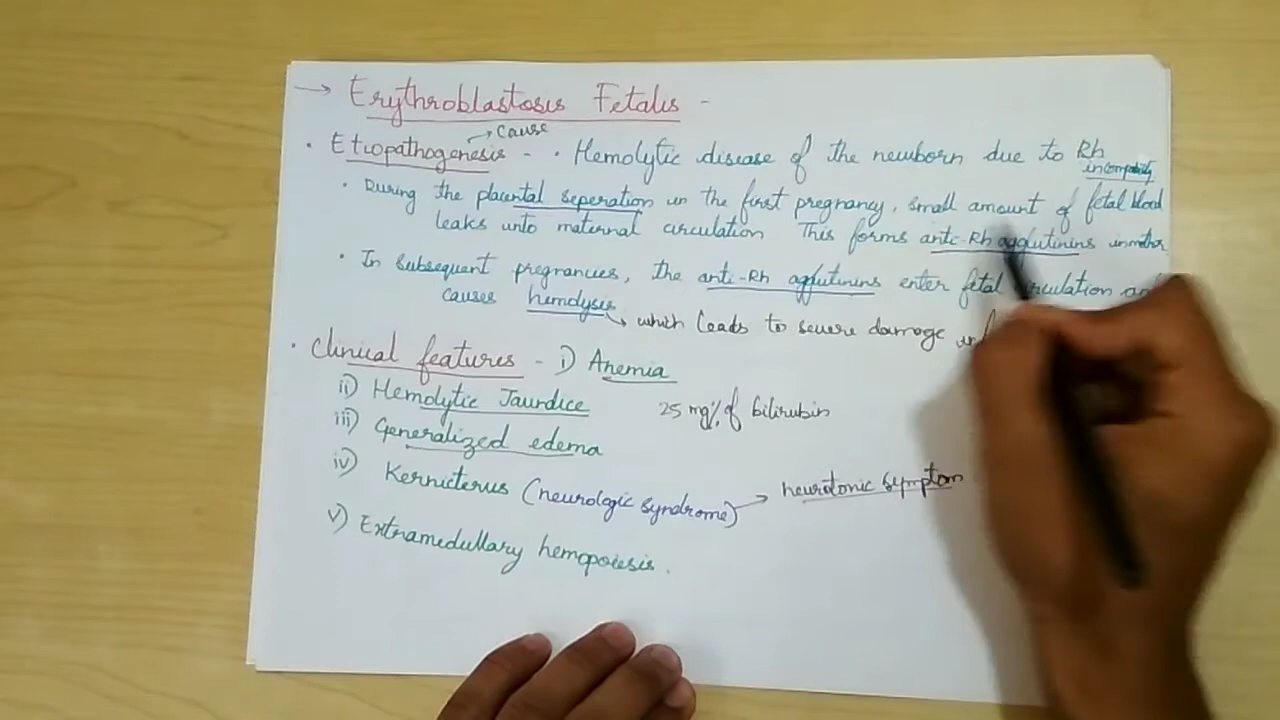 → Erythroblastosis Fetalis -
→ cause
• Etiopathogenesis - • Hemolytic disease of the newborn due to Rh
incompatity
• During the placental seperation in the first pregnancy, small amount of fetal blood
leaks into maternal circulation This forms anti-Rh agglutinins in mother
• In subsequent pregnancies, the anti-Rh agglutinins enter fetal circulation and
causes hemolysis → which leads to severe damage
• Clinical features - i) Anemia
ii) Hemolytic Jaundice 25 mg% of bilirubin
iii) Generalized edema
iv) Kernicterus (neurologic syndrome) → neurotonic symptom
v) Extramedullary hemopoiesis.